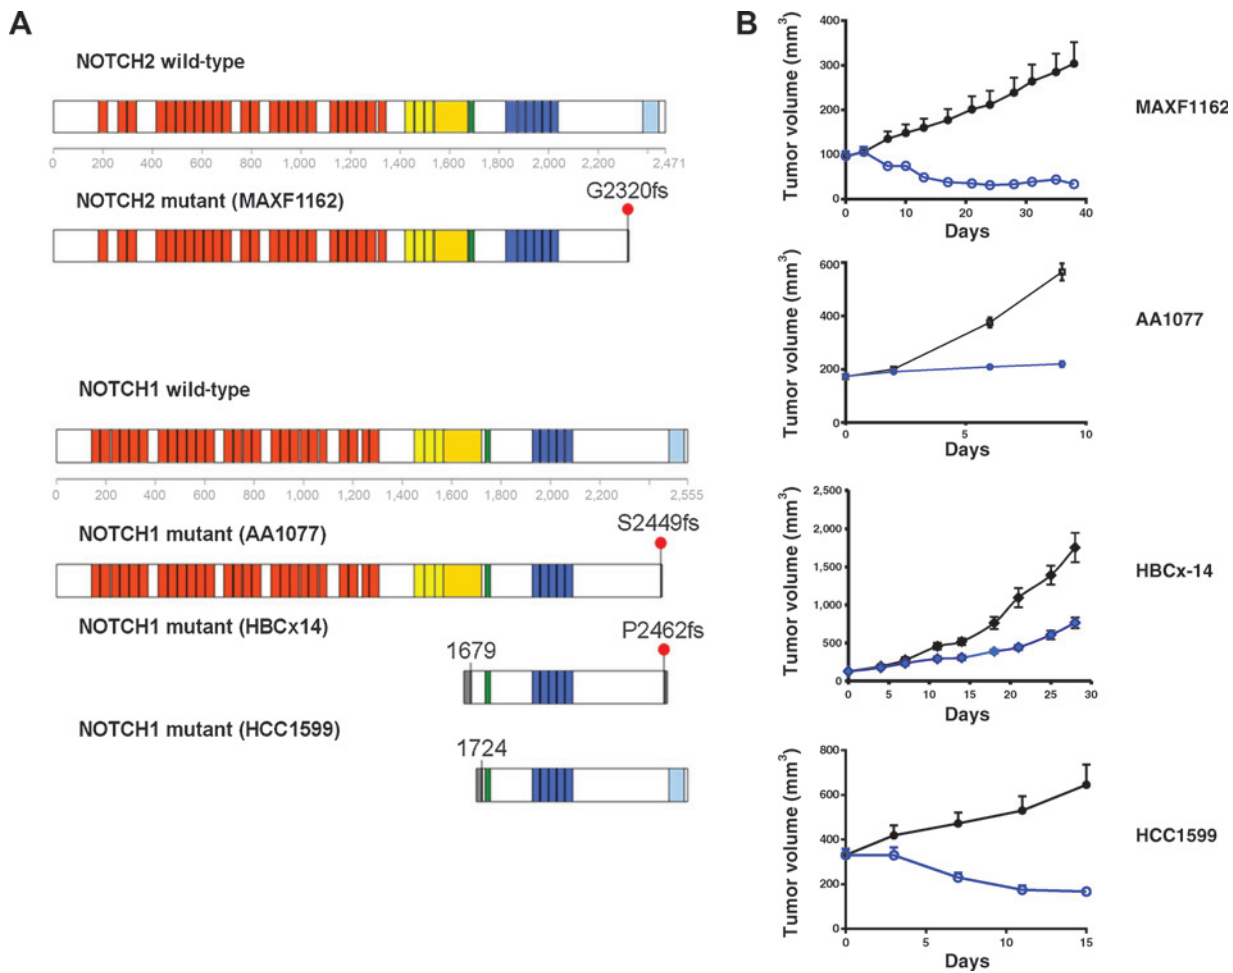 A
NOTCH2 wild-type
0 200 400 600 800 1,000 1,200 1,400 1,600 1,800 2,000 2,200 2,471
NOTCH2 mutant (MAXF1162)
G2320fs
NOTCH1 wild-type
0 200 400 600 800 1,000 1,200 1,400 1,600 1,800 2,000 2,200 2,555
NOTCH1 mutant (AA1077)
S2449fs
NOTCH1 mutant (HBCx14)
P2462fs
1679
NOTCH1 mutant (HCC1599)
1724
B
Tumor volume (mm3)
400
300
200
100
0
0 10 20 30 40
Days
MAXF1162
Tumor volume (mm3)
600
400
200
0
0 5 10
Days
AA1077
Tumor volume (mm3)
2,500
2,000
1,500
1,000
500
0
0 5 10 15 20 25 30
Days
HBCx-14
Tumor volume (mm3)
800
600
400
200
0
0 5 10 15
Days
HCC1599